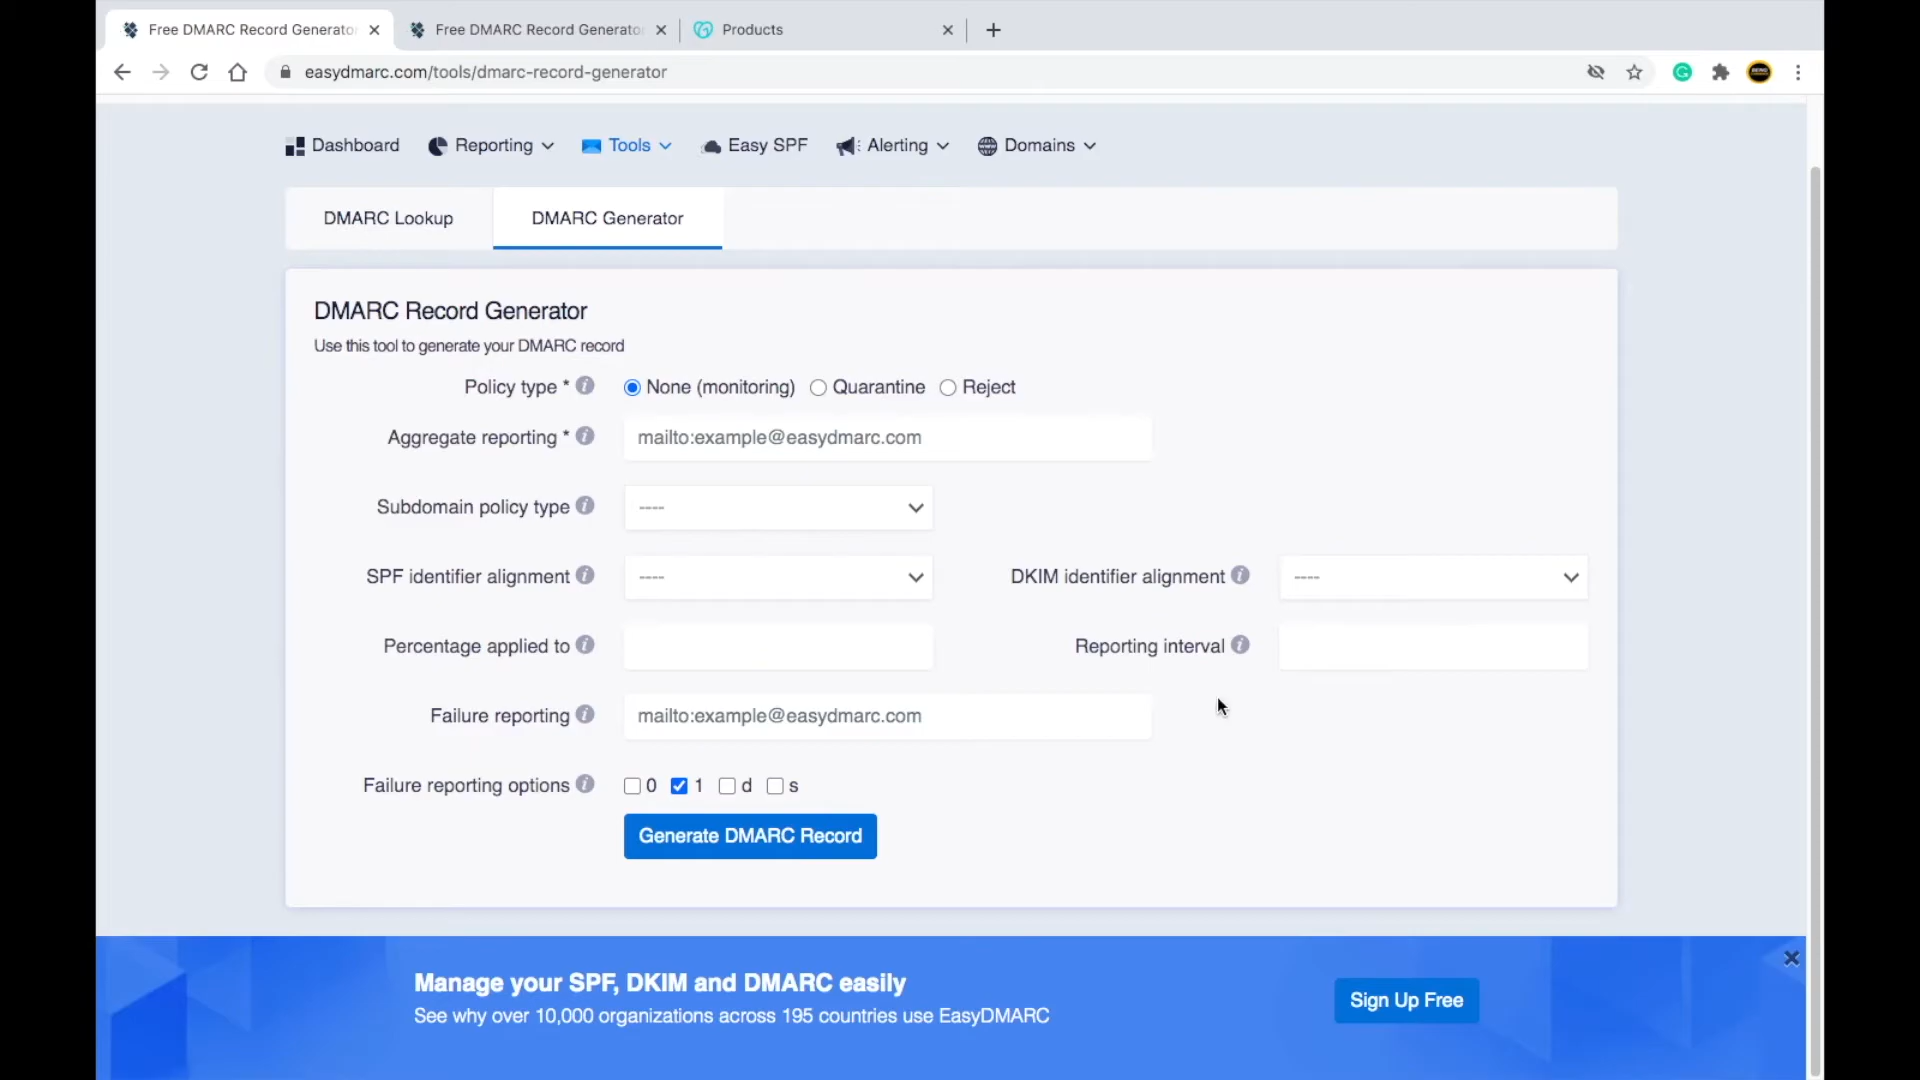 Free DMARC Record Generator
Free DMARC Record Generato
Products
easydmarc.com/tools/dmarc-record-generator
Dashboard
Reporting
Tools
Easy SPF
Alerting
Domains
DMARC Lookup
DMARC Generator
DMARC Record Generator
Use this tool to generate your DMARC record
Policy type *
None (monitoring)
Quarantine
Reject
Aggregate reporting *
mailto:example@easydmarc.com
Subdomain policy type
----
SPF identifier alignment
----
DKIM identifier alignment
----
Percentage applied to
Reporting interval
Failure reporting
mailto:example@easydmarc.com
Failure reporting options
0
1
d
s
Generate DMARC Record
Manage your SPF, DKIM and DMARC easily
See why over 10,000 organizations across 195 countries use EasyDMARC
Sign Up Free